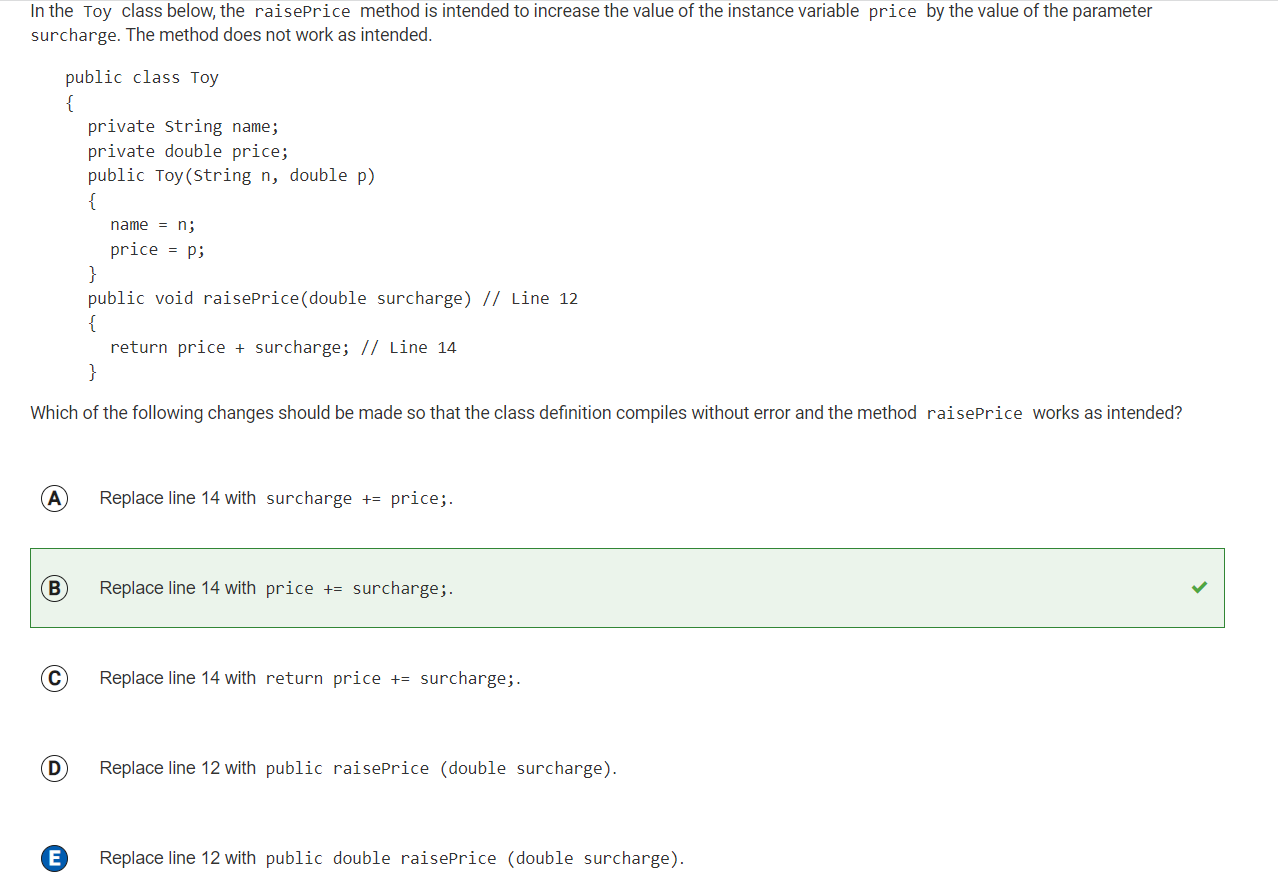 In the Toy class below, the raisePrice method is intended to increase the value of the instance variable price by the value of the parameter
surcharge. The method does not work as intended.
public class Toy
{
private String name;
private double price;
public Toy(String n, double p)
{
name = n;
price = p;
}
public void raisePrice(double surcharge) // Line 12
{
return price + surcharge; // Line 14
}
Which of the following changes should be made so that the class definition compiles without error and the method raisePrice works as intended?
A Replace line 14 with surcharge += price;.
B Replace line 14 with price += surcharge;.
C Replace line 14 with return price += surcharge;.
D Replace line 12 with public raisePrice (double surcharge).
E Replace line 12 with public double raisePrice (double surcharge).